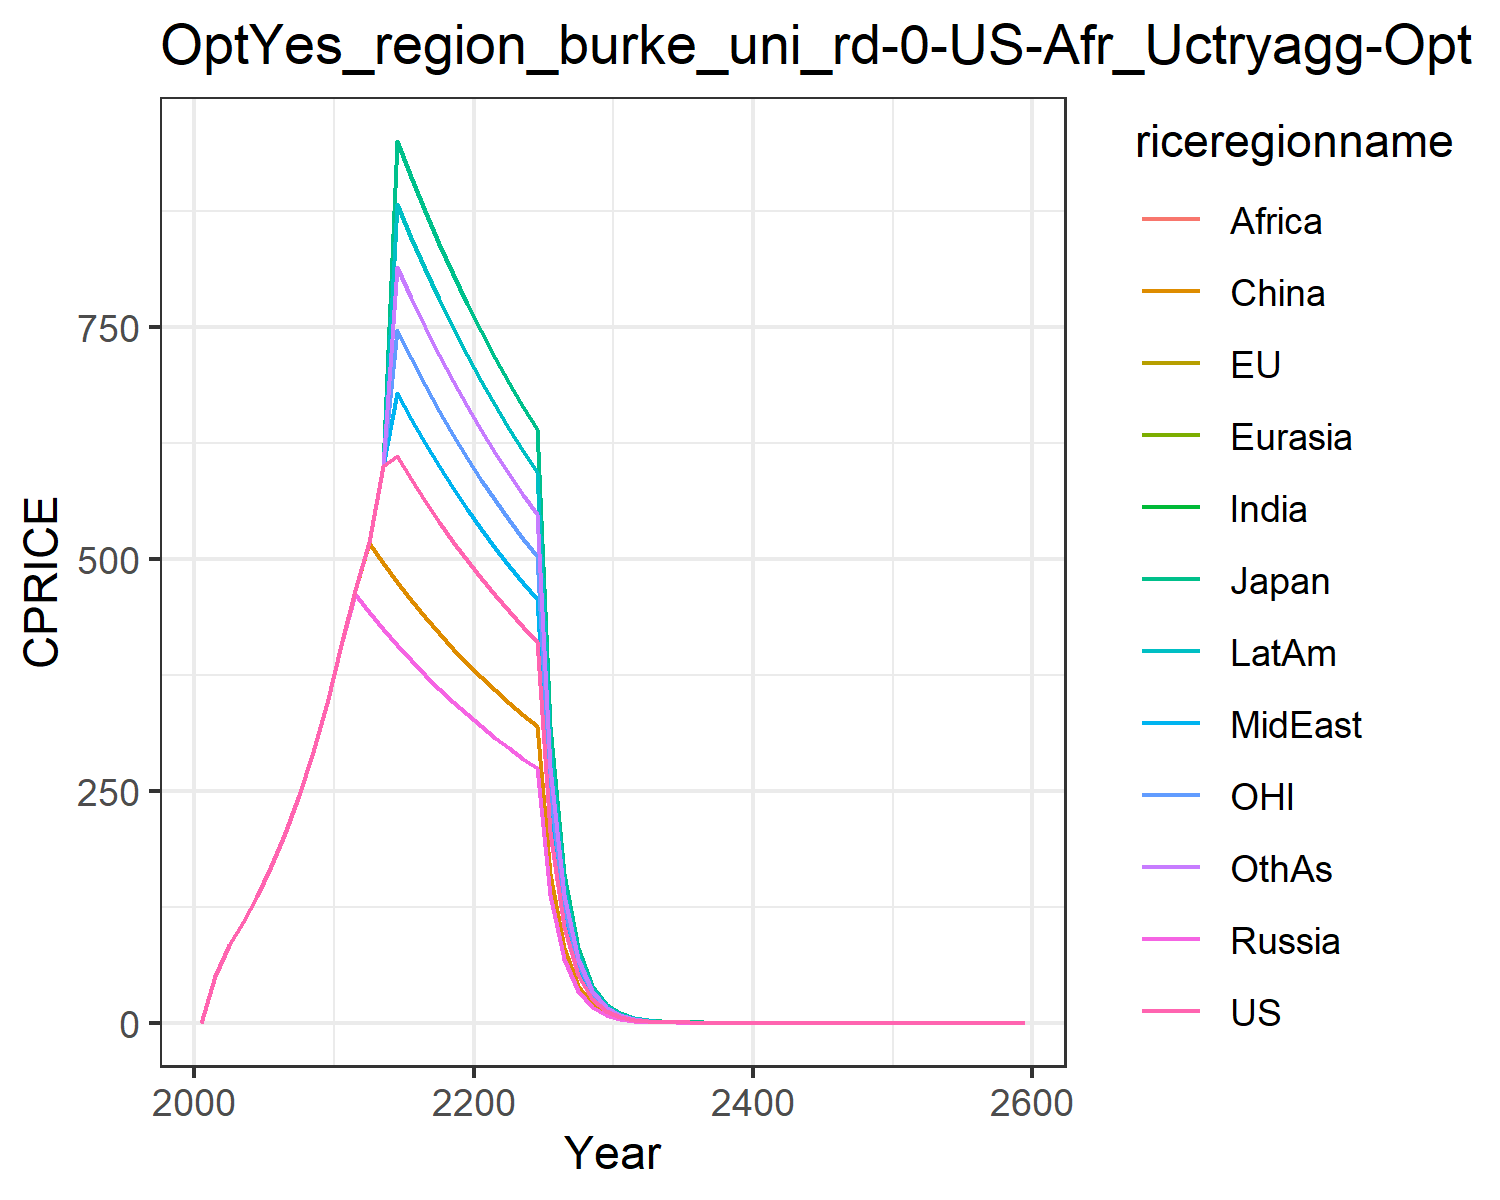 OptYes_region_burke_uni_rd-0-US-Afr_Uctryagg-Opt
riceregionname
Africa
China
EU
Eurasia
India
Japan
LatAm
MidEast
OHI
OthAs
Russia
US
CPRICE
750
500
250
0
2000
2200
2400
2600
Year